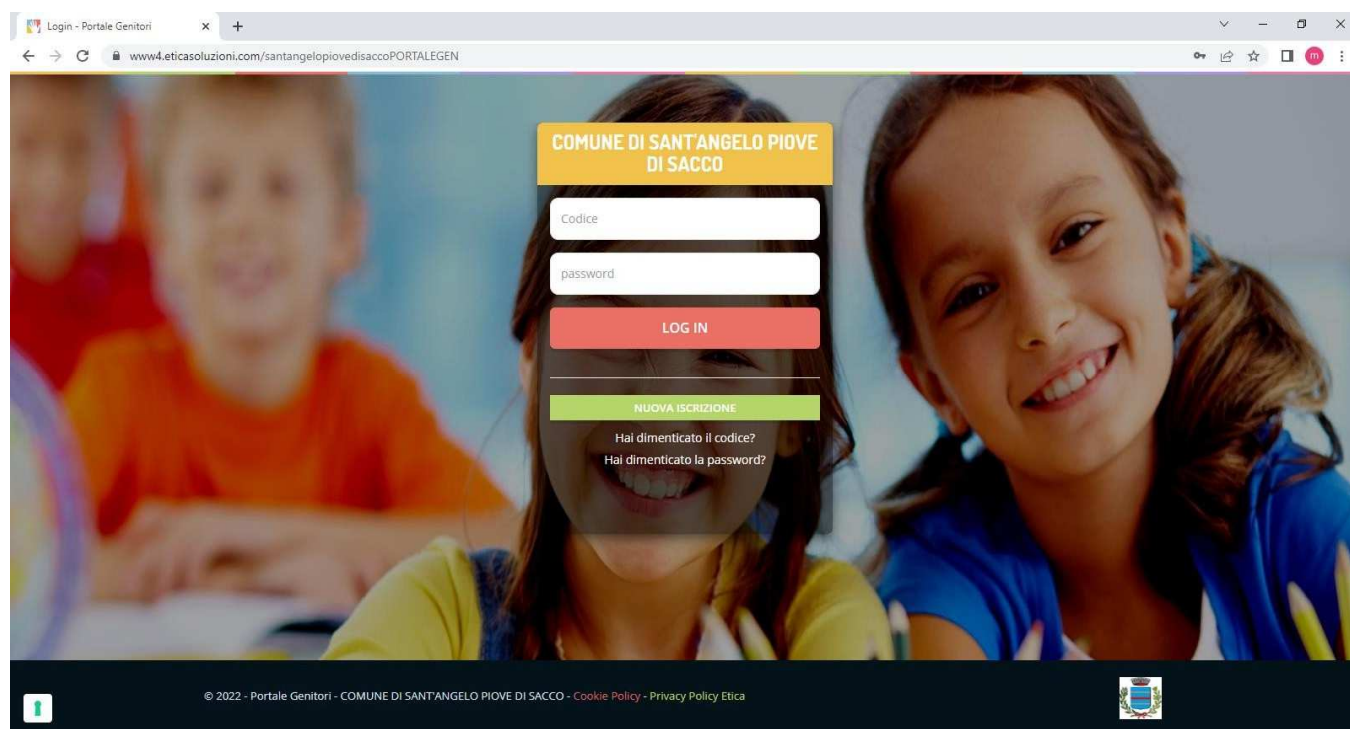 Login - Portale Genitori
www4.eticasoluzioni.com/santangelopiovedisaccoPORTALEGEN
m
COMUNE DI SANT'ANGELO PIOVE
DI SACCO
Codice
password
LOG IN
NUOVA ISCRIZIONE
Hai dimenticato il codice?
Hai dimenticato la password?
© 2022 - Portale Genitori - COMUNE DI SANT'ANGELO PIOVE DI SACCO - Cookie Policy - Privacy Policy Etica